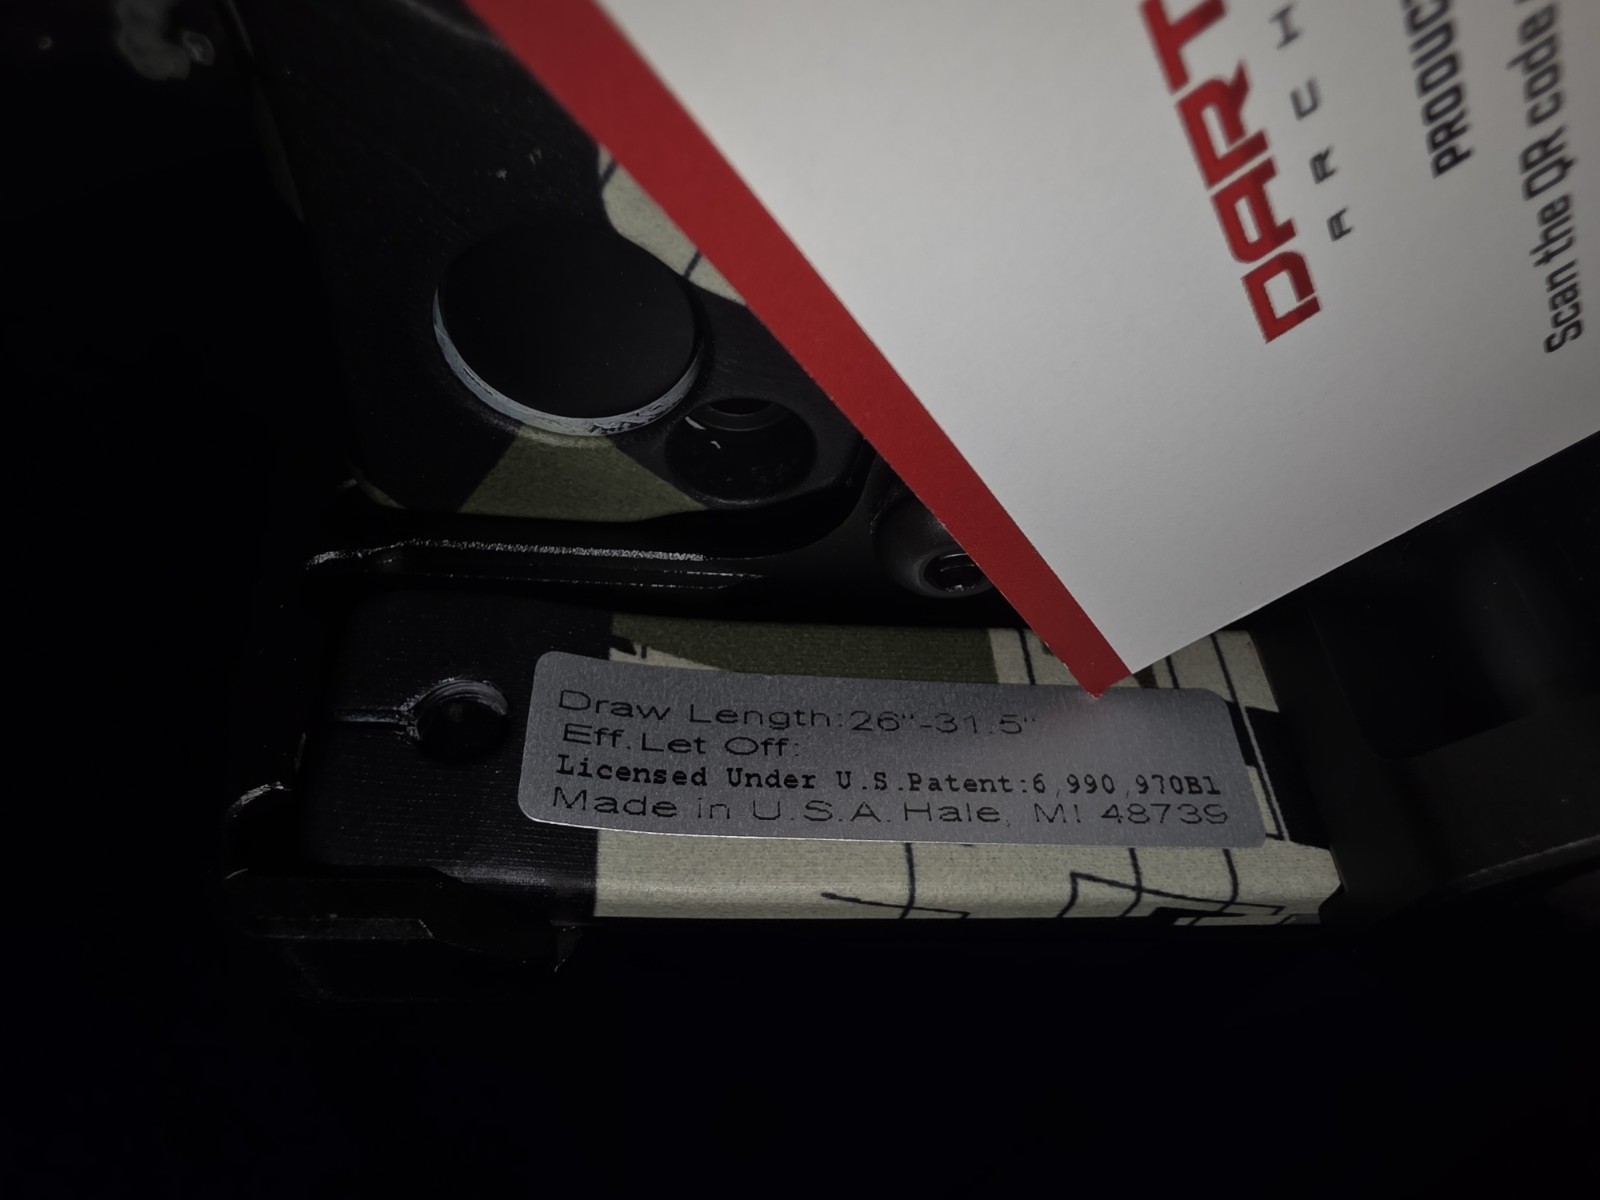 DART
ARCH
PRODUC
Scan the QR code
Draw Length:26"-31.5"
Eff.Let Off:
Licensed Under U.S.Patent:6,990,970B1
Made in U.S.A.Hale, MI 48739